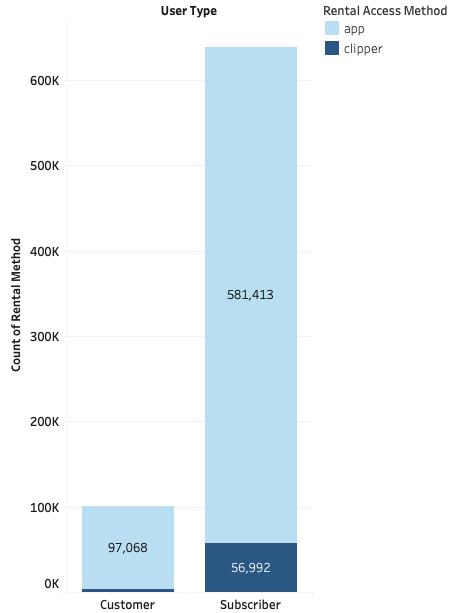 User Type
Rental Access Method
app
clipper
Count of Rental Method
600K
500K
400K
300K
200K
100K
0K
581,413
97,068
56,992
Customer
Subscriber